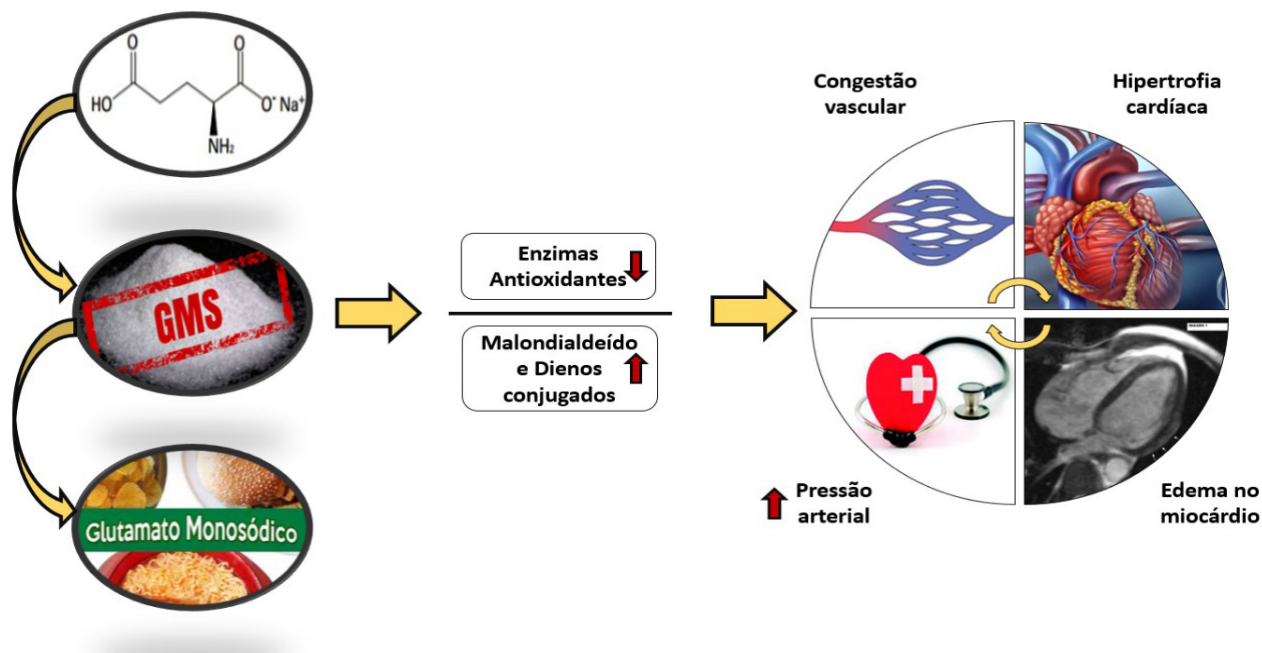 O
O
HO
O⁻ Na⁺
NH₂
GMS
Glutamato Monosódico
Enzimas
Antioxidantes
Malondialdeído
e Dienos
conjugados
Congestão
vascular
Hipertrofia
cardíaca
Pressão
arterial
Edema no
miocárdio